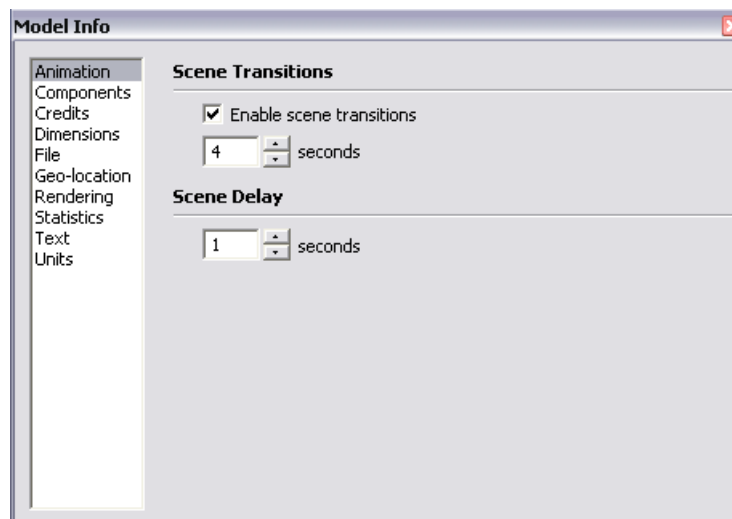 Model Info
Animation
Components
Credits
Dimensions
File
Geo-location
Rendering
Statistics
Text
Units
Scene Transitions
Enable scene transitions
4 seconds
Scene Delay
1 seconds